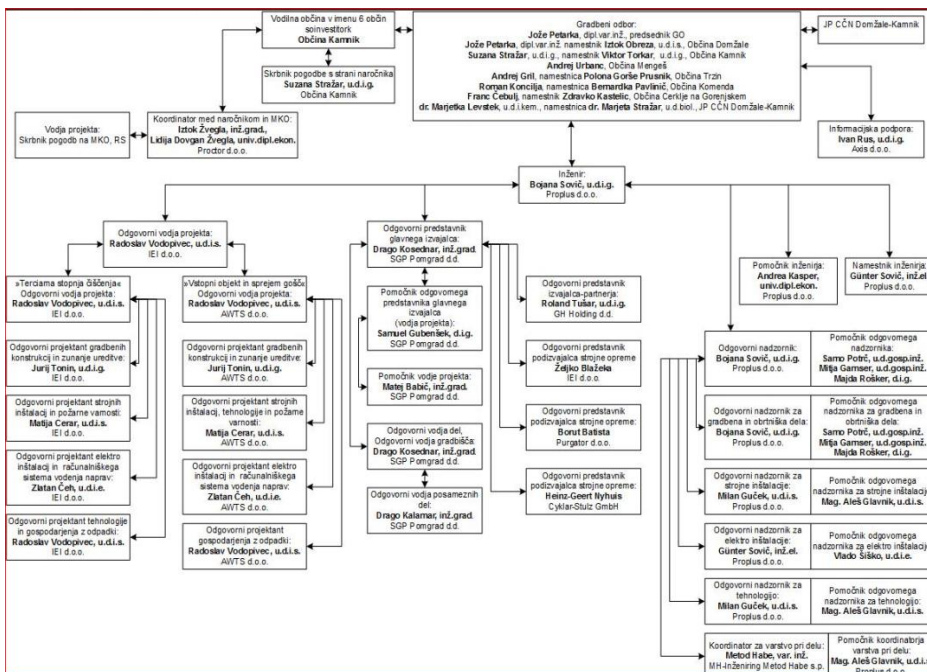 Vodilna občina v imenu 6 občin
soinvestitork
Občina Kamnik
Gradbeni odbor:
Jože Petarka, dipl.var.inž., predsednik GO
Jože Petarka, dipl.var.inž. namestnik Iztok Obreza, u.d.i.s., Občina Domžale
Suzana Stražar, u.d.i.g., namestnik Viktor Torkar, u.d.i.g., Občina Kamnik
Andrej Urbanc, Občina Mengeš
Andrej Gril, namestnica Polona Gorše Prusnik, Občina Trzin
Roman Koncilja, namestnica Bernardka Pavlinič, Občina Komenda
Franc Čebulj, namestnik Zdravko Kastelic, Občina Cerklje na Gorenjskem
dr. Marjetka Levstek, u.d.i.kem., namestnica dr. Marjeta Stražar, u.d.biol., JP CČN Domžale-Kamnik
JP CČN Domžale-Kamnik
Skrbnik pogodbe s strani naročnika
Suzana Stražar, u.d.i.g.
Občina Kamnik
Vodja projekta:
Skrbnik pogodb na MKO, RS
Koordinator med naročnikom in MKO:
Iztok Žvegla, inž.grad.,
Lidija Dovgan Žvegla, univ.dipl.ekon.
Proctor d.o.o.
Informacijska podpora:
Ivan Rus, u.d.i.g.
Axis d.o.o.
Inženir:
Bojana Sovič, u.d.i.g.
Proplus d.o.o.
Odgovorni vodja projekta:
Radoslav Vodopivec, u.d.i.s.
IEI d.o.o.
Odgovorni predstavnik
glavnega izvajalca:
Drago Kosednar, inž.grad.
SGP Pomgrad d.d.
Pomočnik inženirja:
Andrea Kasper,
univ.dipl.ekon.
Proplus d.o.o.
Namestnik inženirja:
Günter Sovič, inž.el.
Proplus d.o.o.
»Terciarna stopnja čiščenja«
Odgovorni vodja projekta:
Radoslav Vodopivec, u.d.i.s.
IEI d.o.o.
»Vstopni objekt in sprejem gošč«
Odgovorni vodja projekta:
Radoslav Vodopivec, u.d.i.s.
AWTS d.o.o.
Pomočnik odgovornega
predstavnika glavnega
izvajalca
(vodja projekta):
Samuel Gubenšek, d.i.g.
SGP Pomgrad d.d.
Odgovorni predstavnik
izvajalca-partnerja:
Roland Tušar, u.d.i.g.
GH Holding d.d.
Odgovorni projektant gradbenih
konstrukcij in zunanje ureditve:
Jurij Tonin, u.d.i.g.
IEI d.o.o.
Odgovorni projektant gradbenih
konstrukcij in zunanje ureditve:
Jurij Tonin, u.d.i.g.
AWTS d.o.o.
Pomočnik vodje projekta:
Matej Babič, inž.grad.
SGP Pomgrad d.d.
Odgovorni predstavnik
podizvajalca strojne opreme
Željko Blažeka
IEI d.o.o.
Odgovorni nadzornik:
Bojana Sovič, u.d.i.g.
Proplus d.o.o.
Pomočnik odgovornega
nadzornika:
Samo Potrč, u.d.gosp.inž.
Mitja Gamser, u.d.gosp.inž.
Majda Rošker, d.i.g.
Odgovorni projektant strojnih
inštalacij in požarne varnosti:
Matija Cerar, u.d.i.s.
IEI d.o.o.
Odgovorni projektant strojnih
inštalacij, tehnologije in požarne
varnosti:
Matija Cerar, u.d.i.s.
AWTS d.o.o.
Odgovorni vodja del,
Odgovorni vodja gradbišča:
Drago Kosednar, inž.grad.
SGP Pomgrad d.d.
Odgovorni predstavnik
podizvajalca strojne opreme:
Borut Batista
Purgator d.o.o.
Odgovorni nadzornik za
gradbena in obrtniška dela:
Bojana Sovič, u.d.i.g.
Proplus d.o.o.
Pomočnik odgovornega
nadzornika za gradbena in
obrtniška dela:
Samo Potrč, u.d.gosp.inž.
Mitja Gamser, u.d.gosp.inž.
Majda Rošker, d.i.g.
Odgovorni projektant elektro
inštalacij in računalniškega
sistema vodenja naprav:
Zlatan Čeh, u.d.i.e.
IEI d.o.o.
Odgovorni projektant elektro
inštalacij in računalniškega
sistema vodenja naprav:
Zlatan Čeh, u.d.i.e.
AWTS d.o.o.
Odgovorni vodja posameznih
del:
Drago Kalamar, inž.grad.
SGP Pomgrad d.d.
Odgovorni predstavnik
podizvajalca strojne opreme:
Heinz-Geert Nyhuis
Cyklar-Stulz GmbH
Odgovorni nadzornik za
strojne inštalacije:
Milan Guček, u.d.i.s.
Proplus d.o.o.
Pomočnik odgovornega
nadzornika za strojne inštalacije:
Mag. Aleš Glavnik, u.d.i.s.
Odgovorni projektant tehnologije
in gospodarjenja z odpadki:
Radoslav Vodopivec, u.d.i.s.
IEI d.o.o.
Odgovorni projektant
gospodarjenja z odpadki:
Radoslav Vodopivec, u.d.i.s.
AWTS d.o.o.
Odgovorni nadzornik za
elektro inštalacije:
Günter Sovič, inž.el.
Proplus d.o.o.
Pomočnik odgovornega
nadzornika za elektro inštalacije:
Vlado Šiško, u.d.i.e.
Odgovorni nadzornik za
tehnologijo:
Milan Guček, u.d.i.s.
Proplus d.o.o.
Pomočnik odgovornega
nadzornika za tehnologijo:
Mag. Aleš Glavnik, u.d.i.s.
Koordinator za varstvo pri delu:
Metod Habe, var. inž.
MH-Inženiring Metod Habe s.p.
Pomočnik koordinatorja
varstva pri delu:
Mag. Aleš Glavnik, u.d.i.s
Proplus d.o.o.